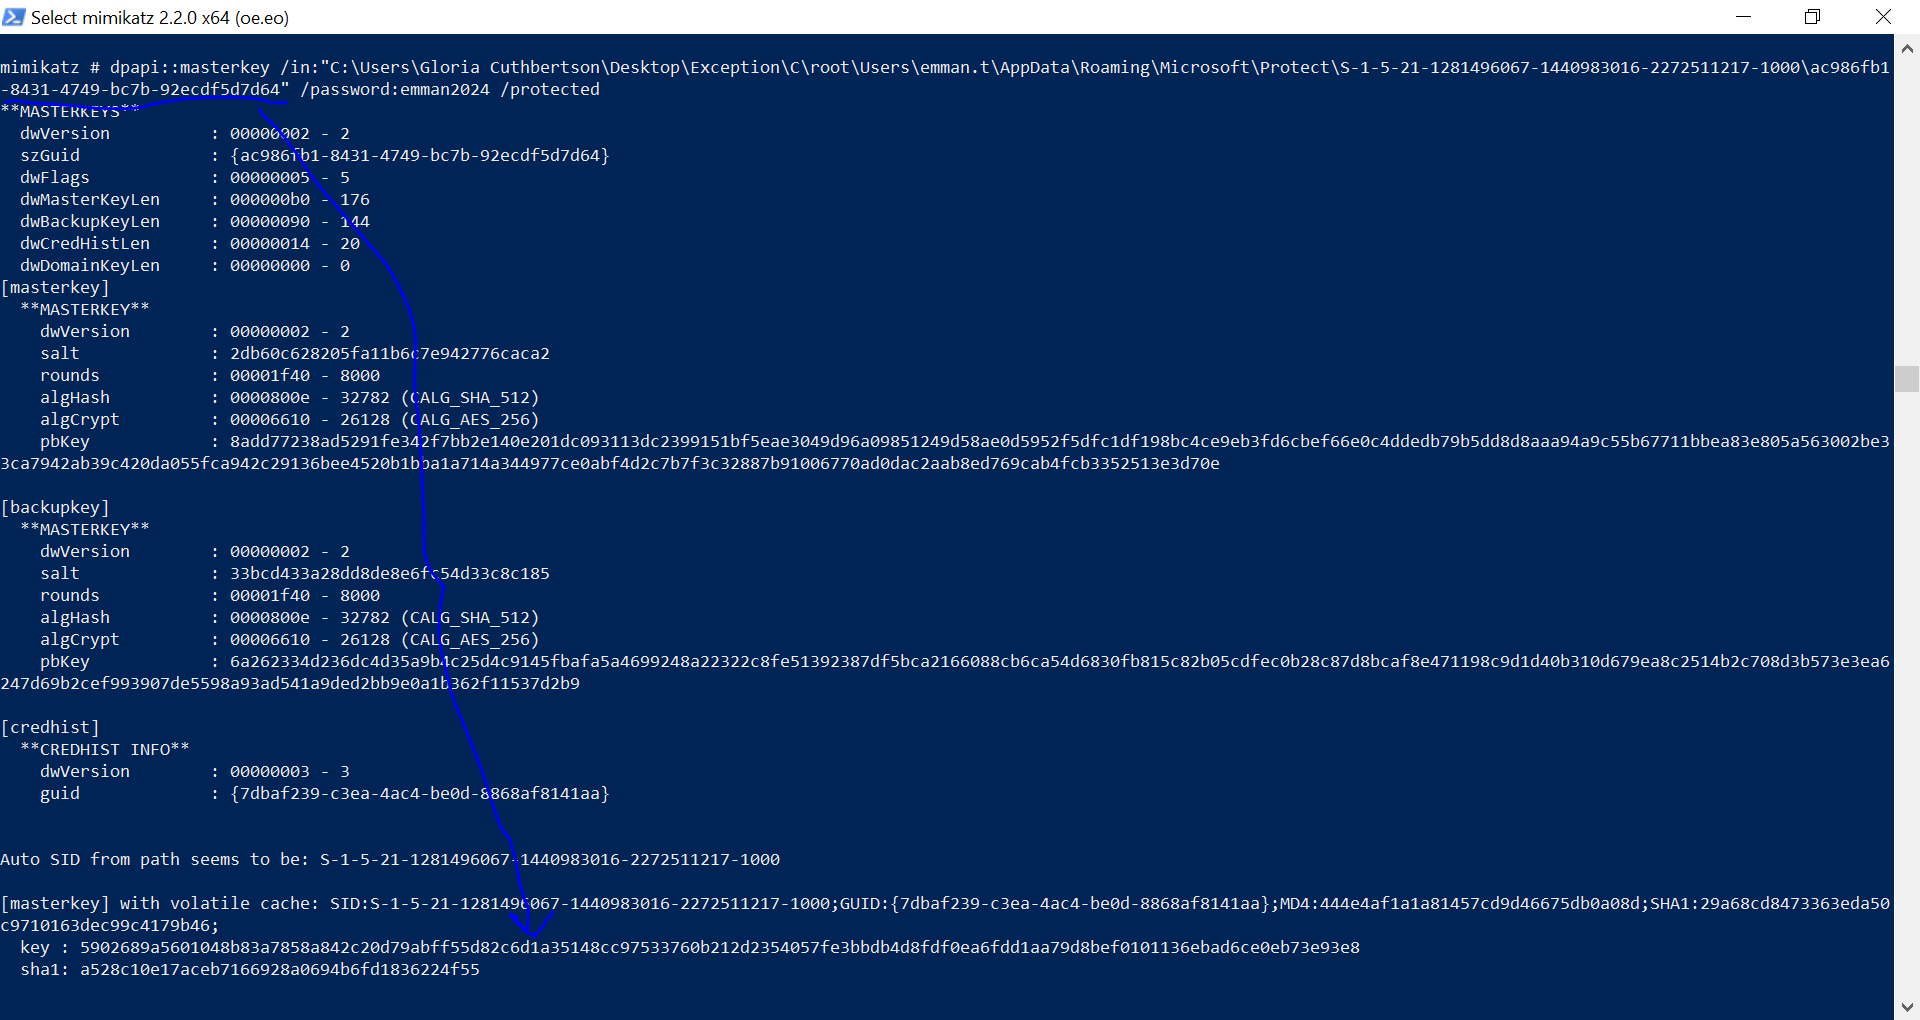 Select mimikatz 2.2.0 x64 (oe.eo)
mimikatz # dpapi::masterkey /in:"C:\Users\Gloria Cuthbertson\Desktop\Exception\C\root\Users\emman.t\AppData\Roaming\Microsoft\Protect\S-1-5-21-1281496067-1440983016-2272511217-1000\ac986fb1
-8431-4749-bc7b-92ecdf5d7d64" /password:emman2024 /protected
**MASTERKEYS**
dwVersion : 00000002 - 2
szGuid : {ac986fb1-8431-4749-bc7b-92ecdf5d7d64}
dwFlags : 00000005 - 5
dwMasterKeyLen : 000000b0 - 176
dwBackupKeyLen : 00000090 - 144
dwCredHistLen : 00000014 - 20
dwDomainKeyLen : 00000000 - 0
[masterkey]
**MASTERKEY**
dwVersion : 00000002 - 2
salt : 2db60c628205fa11b6c7e942776caca2
rounds : 00001f40 - 8000
algHash : 0000800e - 32782 (CALG_SHA_512)
algCrypt : 00006610 - 26128 (CALG_AES_256)
pbKey : 8add77238ad5291fe342f7bb2e140e201dc093113dc2399151bf5eae3049d96a09851249d58ae0d5952f5dfc1df198bc4ce9eb3fd6cbef66e0c4ddedb79b5dd8d8aaa94a9c55b67711bbea83e805a563002be3
3ca7942ab39c420da055fca942c29136bee4520b1bba1a714a344977ce0abf4d2c7b7f3c32887b91006770ad0dac2aab8ed769cab4fcb3352513e3d70e
[backupkey]
**MASTERKEY**
dwVersion : 00000002 - 2
salt : 33bcd433a28dd8de8e6fc54d33c8c185
rounds : 00001f40 - 8000
algHash : 0000800e - 32782 (CALG_SHA_512)
algCrypt : 00006610 - 26128 (CALG_AES_256)
pbKey : 6a262334d236dc4d35a9b4c25d4c9145fbafa5a4699248a22322c8fe51392387df5bca2166088cb6ca54d6830fb815c82b05cdfec0b28c87d8bcaf8e471198c9d1d40b310d679ea8c2514b2c708d3b573e3ea6
247d69b2cef993907de5598a93ad541a9ded2bb9e0a1b362f11537d2b9
[credhist]
**CREDHIST INFO**
dwVersion : 00000003 - 3
guid : {7dbaf239-c3ea-4ac4-be0d-8868af8141aa}
Auto SID from path seems to be: S-1-5-21-1281496067-1440983016-2272511217-1000
[masterkey] with volatile cache: SID:S-1-5-21-1281496067-1440983016-2272511217-1000;GUID:{7dbaf239-c3ea-4ac4-be0d-8868af8141aa};MD4:444e4af1a1a81457cd9d46675db0a08d;SHA1:29a68cd8473363eda50
c9710163dec99c4179b46;
key : 5902689a5601048b83a7858a842c20d79abff55d82c6d1a35148cc97533760b212d2354057fe3bbdb4d8fdf0ea6fdd1aa79d8bef0101136ebad6ce0eb73e93e8
sha1: a528c10e17aceb7166928a0694b6fd1836224f55